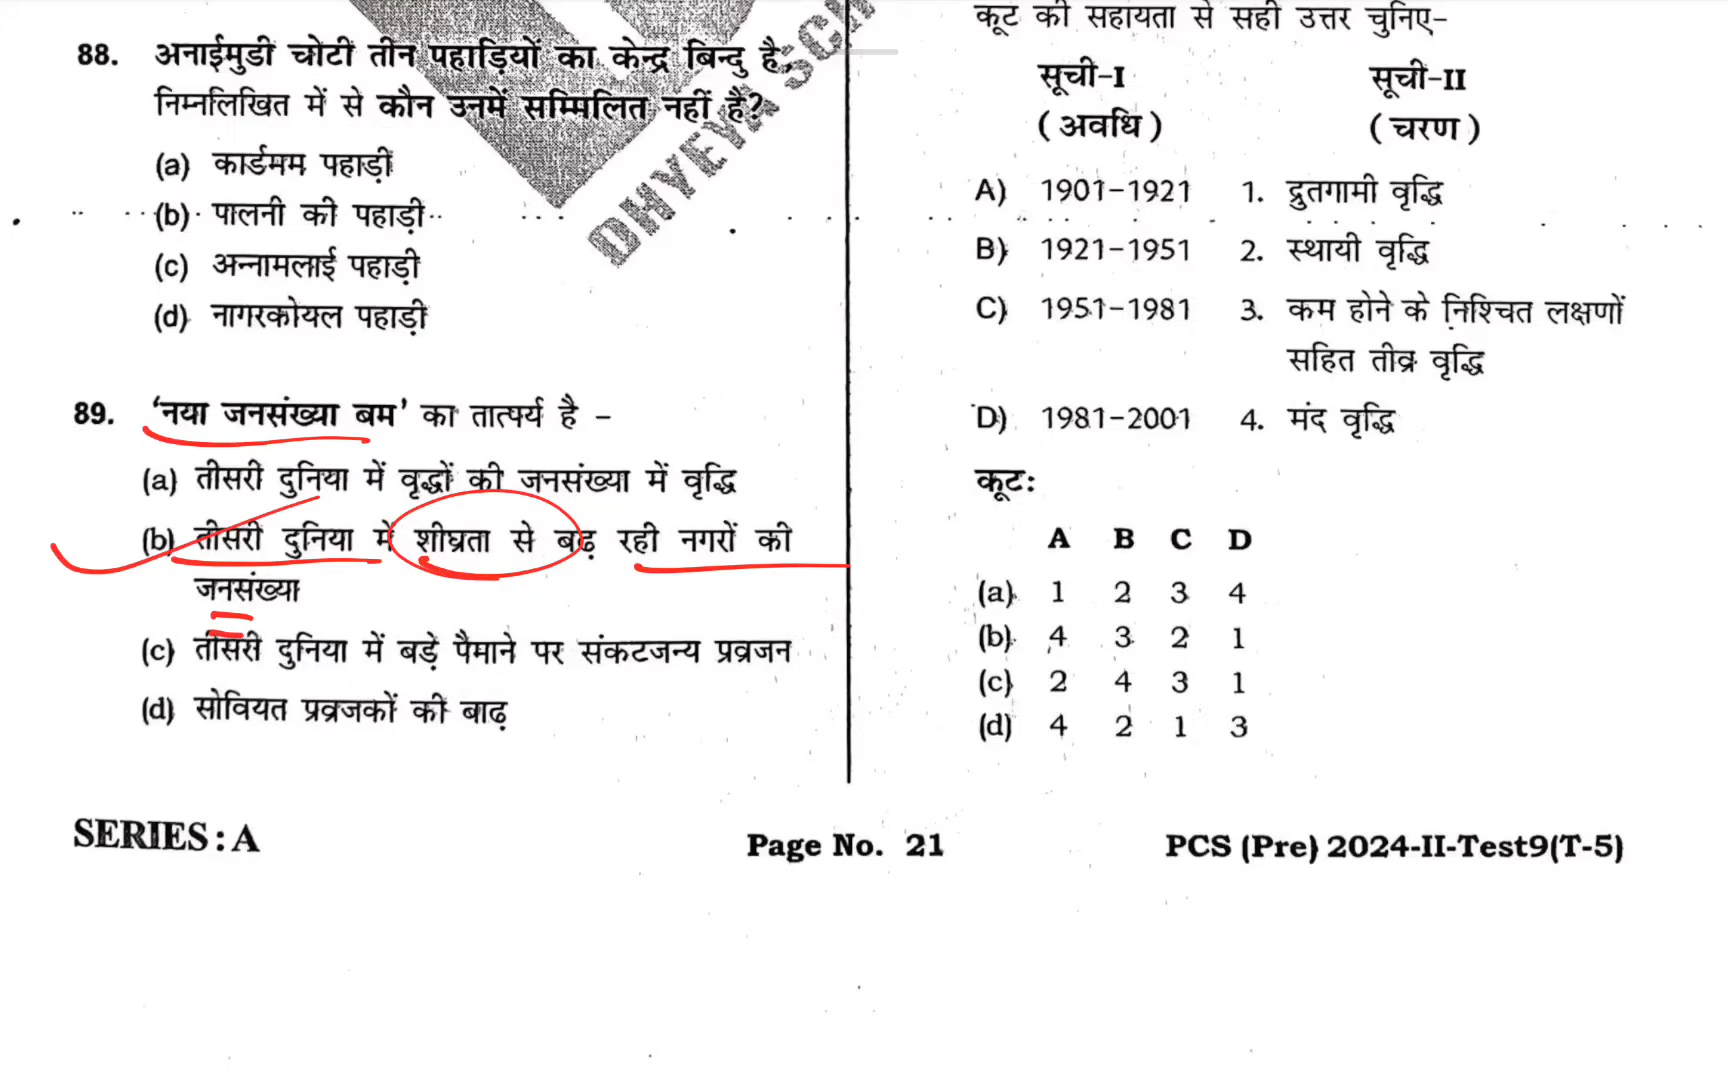 88. अनाईमुडी चोटी तीन पहाड़ियों का केन्द्र बिन्दु है,
निम्नलिखित में से कौन उनमें सम्मिलित नहीं है?
(a) कार्डमम पहाड़ी
(b) पालनी की पहाड़ी
(c) अन्नामलाई पहाड़ी
(d) नागरकोयल पहाड़ी
89. 'नया जनसंख्या बम' का तात्पर्य है –
(a) तीसरी दुनिया में वृद्धों की जनसंख्या में वृद्धि
(b) तीसरी दुनिया में शीघ्रता से बढ़ रही नगरों की
जनसंख्या
(c) तीसरी दुनिया में बड़े पैमाने पर संकटजन्य प्रव्रजन
(d) सोवियत प्रव्रजकों की बाढ़
DHYEYA SCH
कूट की सहायता से सही उत्तर चुनिए–
सूची-I सूची-II
(अवधि) (चरण)
A) 1901–1921 1. द्रुतगामी वृद्धि
B) 1921–1951 2. स्थायी वृद्धि
C) 1951–1981 3. कम होने के निश्चित लक्षणों
सहित तीव्र वृद्धि
D) 1981–2001 4. मंद वृद्धि
कूट:
A B C D
(a) 1 2 3 4
(b) 4 3 2 1
(c) 2 4 3 1
(d) 4 2 1 3
SERIES : A Page No. 21 PCS (Pre) 2024-II-Test9(T-5)